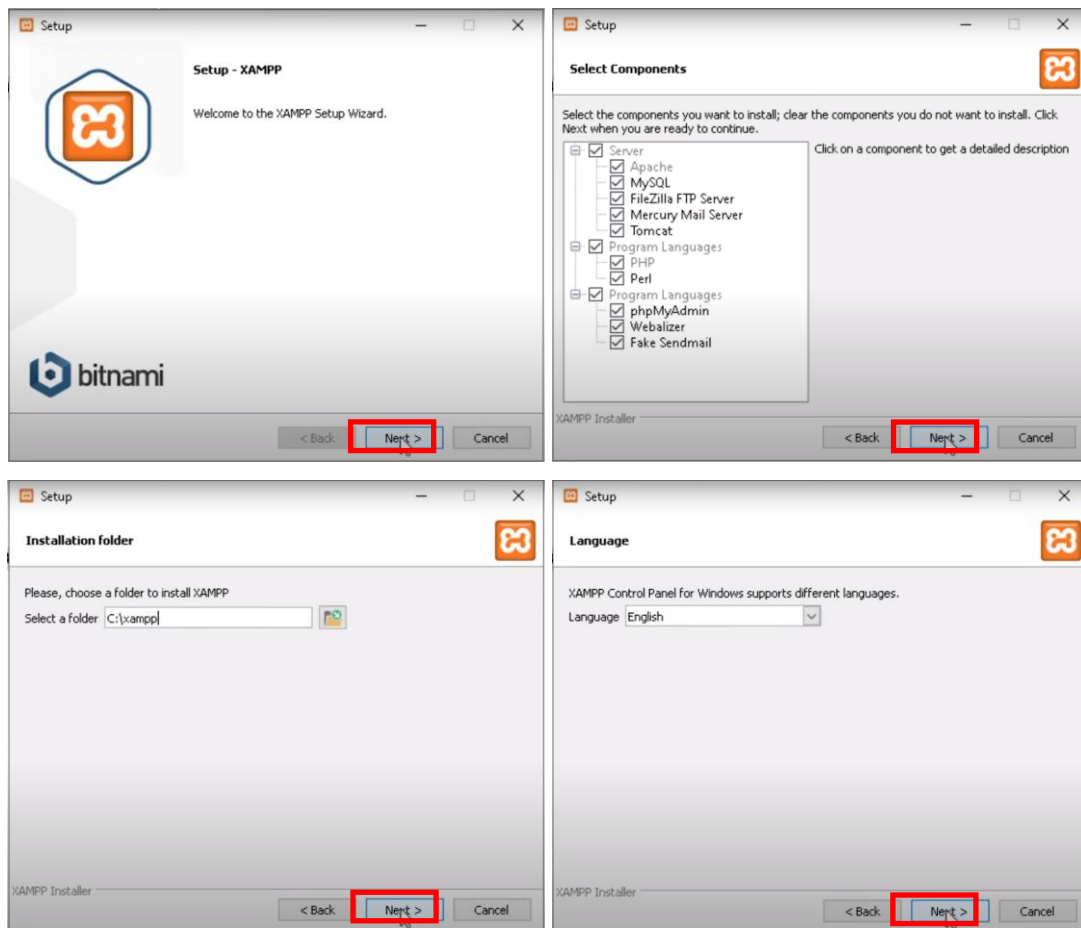 Setup
Setup - XAMPP
Welcome to the XAMPP Setup Wizard.
bitnami
< Back
Next >
Cancel
Setup
Select Components
Select the components you want to install; clear the components you do not want to install. Click
Next when you are ready to continue.
Server
Apache
MySQL
FileZilla FTP Server
Mercury Mail Server
Tomcat
Program Languages
PHP
Perl
Program Languages
phpMyAdmin
Webalizer
Fake Sendmail
Click on a component to get a detailed description
XAMPP Installer
< Back
Next >
Cancel
Setup
Installation folder
Please, choose a folder to install XAMPP
Select a folder C:\xampp
XAMPP Installer
< Back
Next >
Cancel
Setup
Language
XAMPP Control Panel for Windows supports different languages.
Language English
XAMPP Installer
< Back
Next >
Cancel